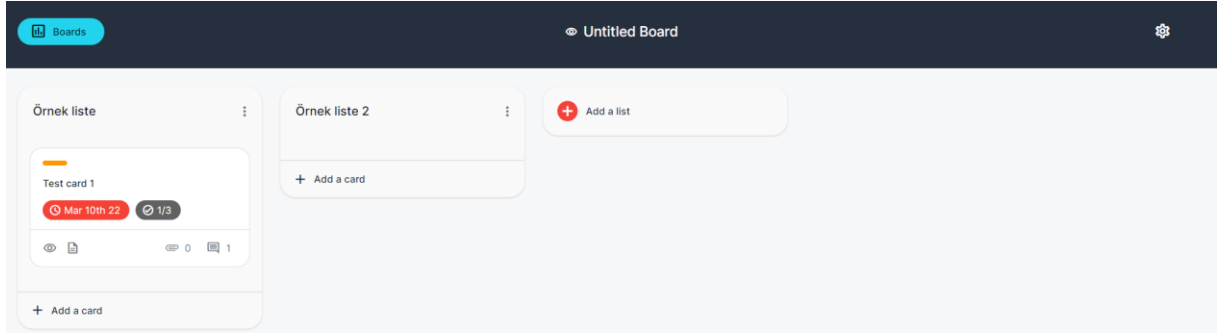 Boards
Untitled Board
Örnek liste
Test card 1
Mar 10th 22
1/3
0
1
+ Add a card
Örnek liste 2
+ Add a card
Add a list